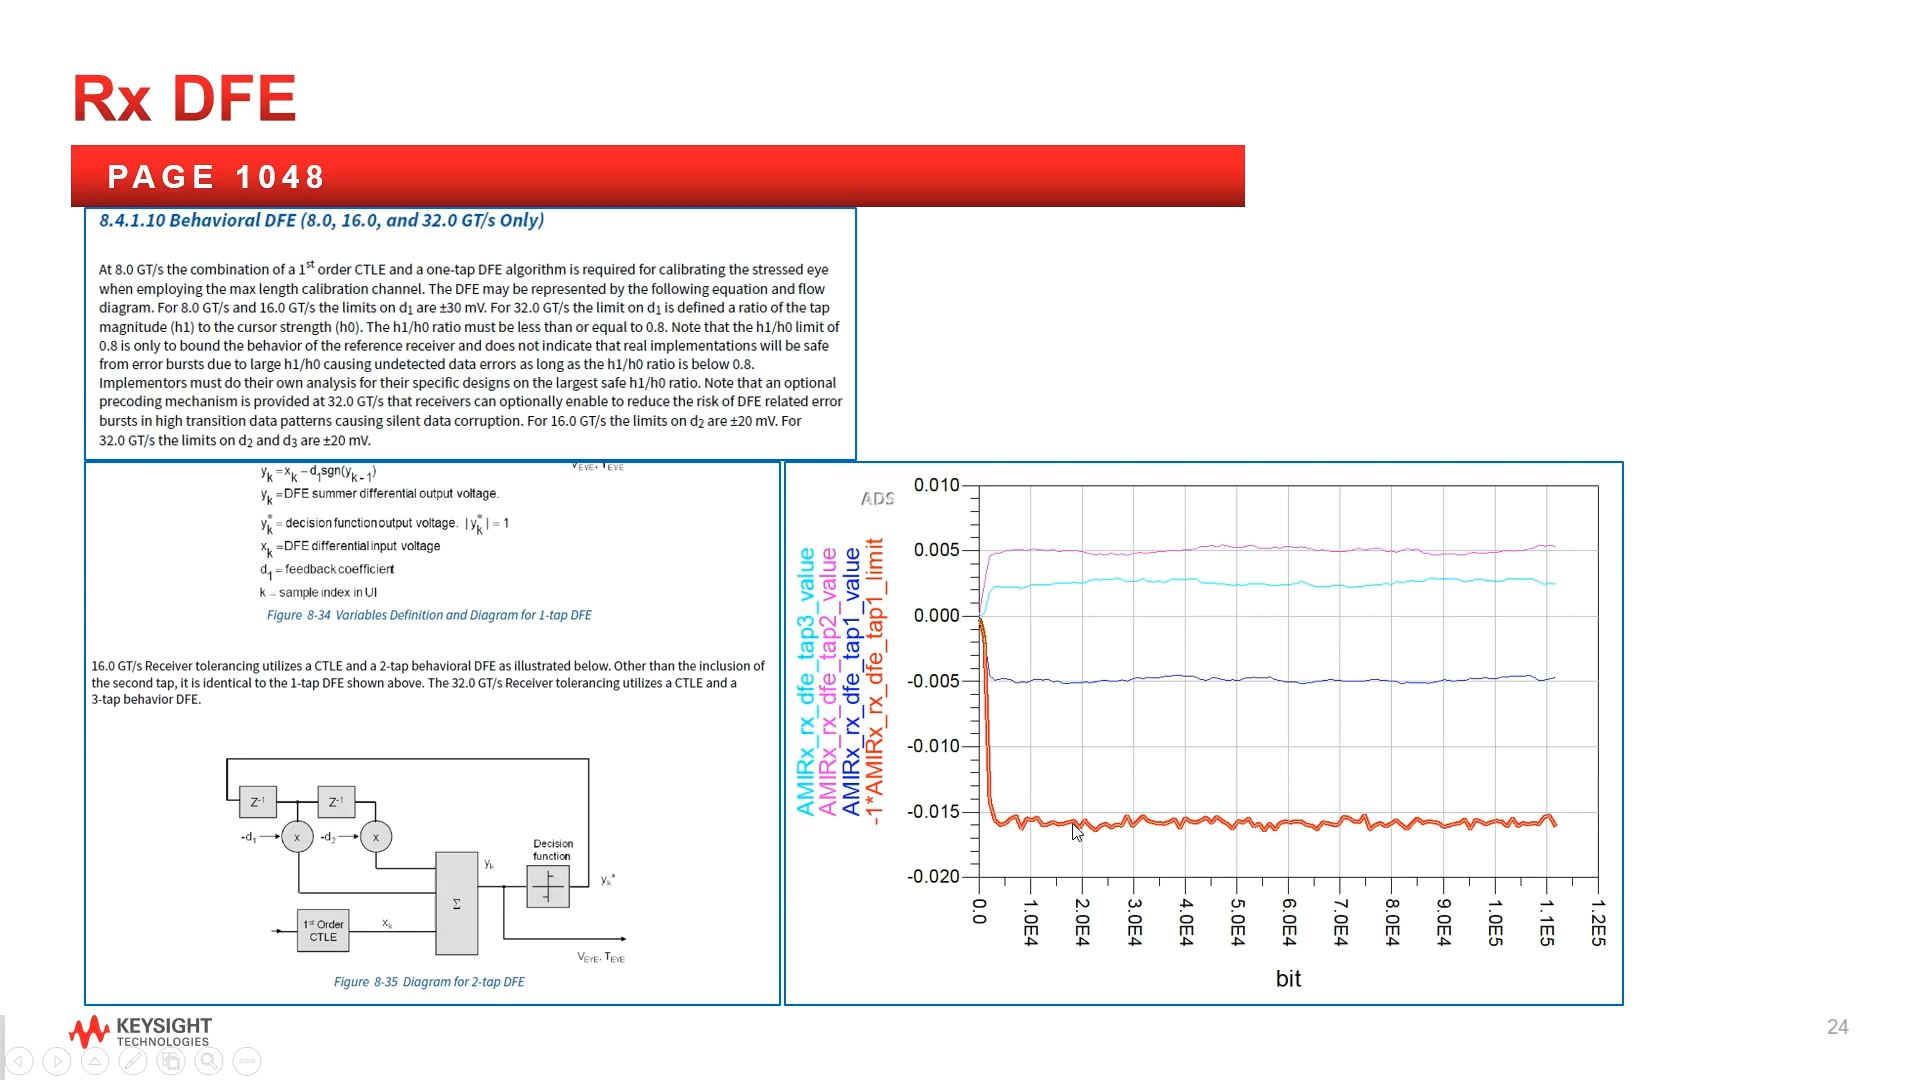 Rx DFE
PAGE 1048
8.4.1.10 Behavioral DFE (8.0, 16.0, and 32.0 GT/s Only)
At 8.0 GT/s the combination of a 1st order CTLE and a one-tap DFE algorithm is required for calibrating the stressed eye
when employing the max length calibration channel. The DFE may be represented by the following equation and flow
diagram. For 8.0 GT/s and 16.0 GT/s the limits on d1 are ±30 mV. For 32.0 GT/s the limit on d1 is defined a ratio of the tap
magnitude (h1) to the cursor strength (h0). The h1/h0 ratio must be less than or equal to 0.8. Note that the h1/h0 limit of
0.8 is only to bound the behavior of the reference receiver and does not indicate that real implementations will be safe
from error bursts due to large h1/h0 causing undetected data errors as long as the h1/h0 ratio is below 0.8.
Implementors must do their own analysis for their specific designs on the largest safe h1/h0 ratio. Note that an optional
precoding mechanism is provided at 32.0 GT/s that receivers can optionally enable to reduce the risk of DFE related error
bursts in high transition data patterns causing silent data corruption. For 16.0 GT/s the limits on d2 are ±20 mV. For
32.0 GT/s the limits on d2 and d3 are ±20 mV.
VEYE, TEYE
yk = xk – d1sgn(yk-1)
yk = DFE summer differential output voltage.
yk* = decision function output voltage. |yk*| = 1
xk = DFE differential input voltage
d1 = feedback coefficient
k = sample index in UI
Figure 8-34 Variables Definition and Diagram for 1-tap DFE
16.0 GT/s Receiver tolerancing utilizes a CTLE and a 2-tap behavioral DFE as illustrated below. Other than the inclusion of
the second tap, it is identical to the 1-tap DFE shown above. The 32.0 GT/s Receiver tolerancing utilizes a CTLE and a
3-tap behavior DFE.
Z-1
Z-1
-d1
x
-d2
x
Decision
function
yk
yk*
Σ
1st Order
CTLE
xk
VEYE, TEYE
Figure 8-35 Diagram for 2-tap DFE
ADS
AMIRx_rx_dfe_tap3_value
AMIRx_rx_dfe_tap2_value
AMIRx_rx_dfe_tap1_value
-1*AMIRx_rx_dfe_tap1_limit
0.010
0.005
0.000
-0.005
-0.010
-0.015
-0.020
0.0
1.0E4
2.0E4
3.0E4
4.0E4
5.0E4
6.0E4
7.0E4
8.0E4
9.0E4
1.0E5
1.1E5
1.2E5
bit
KEYSIGHT
TECHNOLOGIES
24